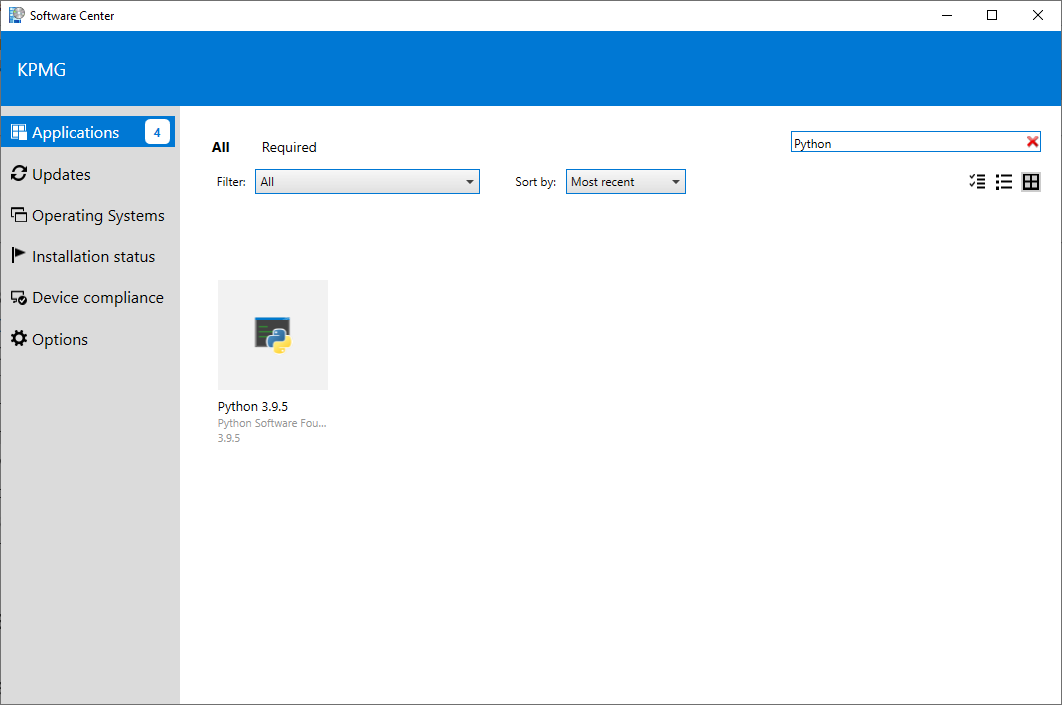 Software Center
KPMG
Applications 4
Updates
Operating Systems
Installation status
Device compliance
Options
All Required
Python
Filter: All Sort by: Most recent
Python 3.9.5
Python Software Fou...
3.9.5